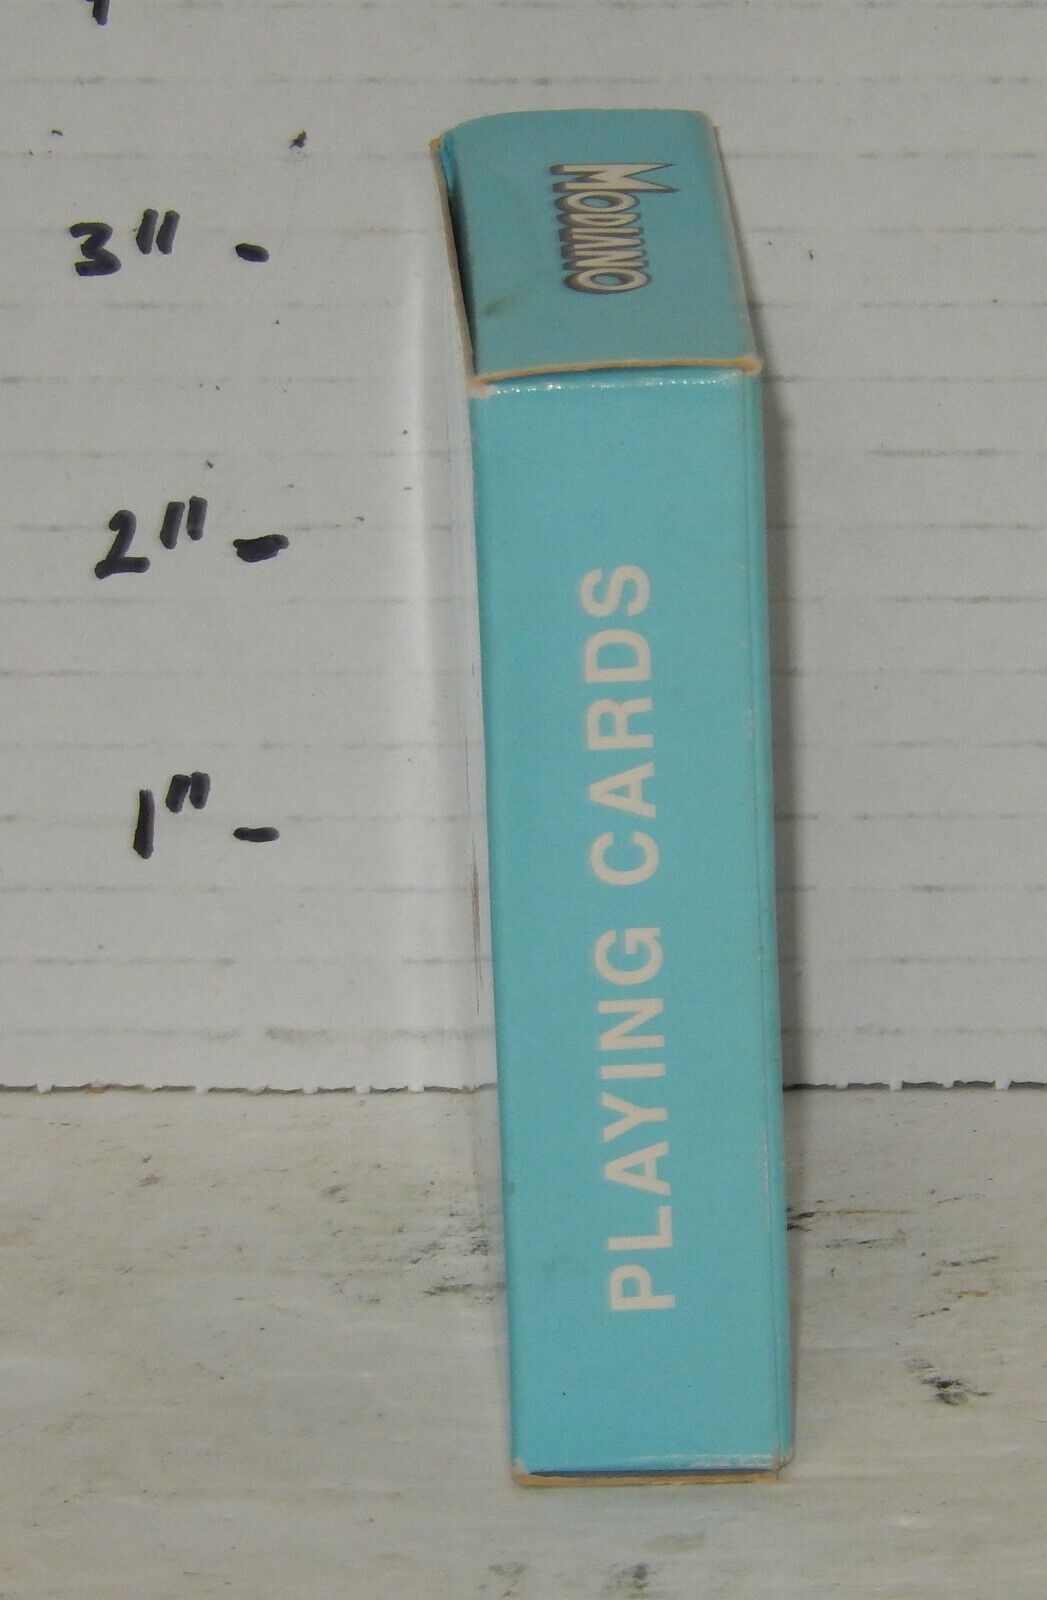 MODIANO
3"
2"
1"
PLAYING CARDS